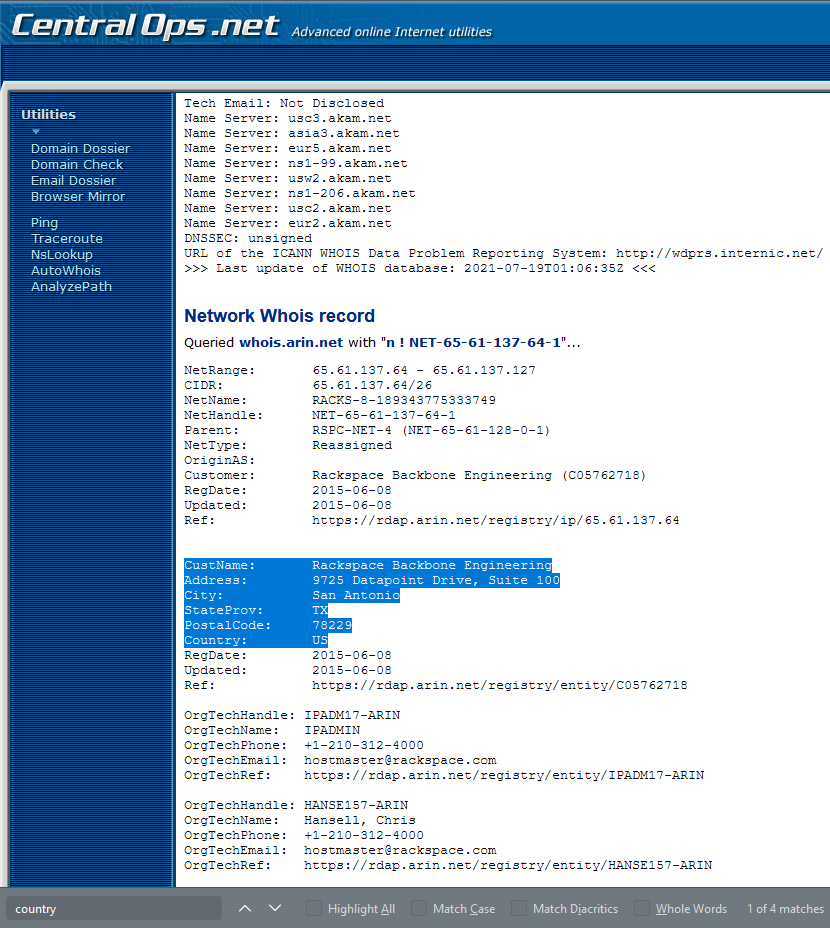 CentralOps.net Advanced online Internet utilities
Utilities
Domain Dossier
Domain Check
Email Dossier
Browser Mirror
Ping
Traceroute
NsLookup
AutoWhois
AnalyzePath
Tech Email: Not Disclosed
Name Server: usc3.akam.net
Name Server: asia3.akam.net
Name Server: eur5.akam.net
Name Server: ns1-99.akam.net
Name Server: usw2.akam.net
Name Server: ns1-206.akam.net
Name Server: usc2.akam.net
Name Server: eur2.akam.net
DNSSEC: unsigned
URL of the ICANN WHOIS Data Problem Reporting System: http://wdprs.internic.net/
>>> Last update of WHOIS database: 2021-07-19T01:06:35Z <<<
Network Whois record
Queried whois.arin.net with "n ! NET-65-61-137-64-1"...
NetRange: 65.61.137.64 - 65.61.137.127
CIDR: 65.61.137.64/26
NetName: RACKS-8-189343775333749
NetHandle: NET-65-61-137-64-1
Parent: RSPC-NET-4 (NET-65-61-128-0-1)
NetType: Reassigned
OriginAS:
Customer: Rackspace Backbone Engineering (C05762718)
RegDate: 2015-06-08
Updated: 2015-06-08
Ref: https://rdap.arin.net/registry/ip/65.61.137.64
CustName: Rackspace Backbone Engineering
Address: 9725 Datapoint Drive, Suite 100
City: San Antonio
StateProv: TX
PostalCode: 78229
Country: US
RegDate: 2015-06-08
Updated: 2015-06-08
Ref: https://rdap.arin.net/registry/entity/C05762718
OrgTechHandle: IPADM17-ARIN
OrgTechName: IPADMIN
OrgTechPhone: +1-210-312-4000
OrgTechEmail: hostmaster@rackspace.com
OrgTechRef: https://rdap.arin.net/registry/entity/IPADM17-ARIN
OrgTechHandle: HANSE157-ARIN
OrgTechName: Hansell, Chris
OrgTechPhone: +1-210-312-4000
OrgTechEmail: hostmaster@rackspace.com
OrgTechRef: https://rdap.arin.net/registry/entity/HANSE157-ARIN
country Highlight All Match Case Match Diacritics Whole Words 1 of 4 matches